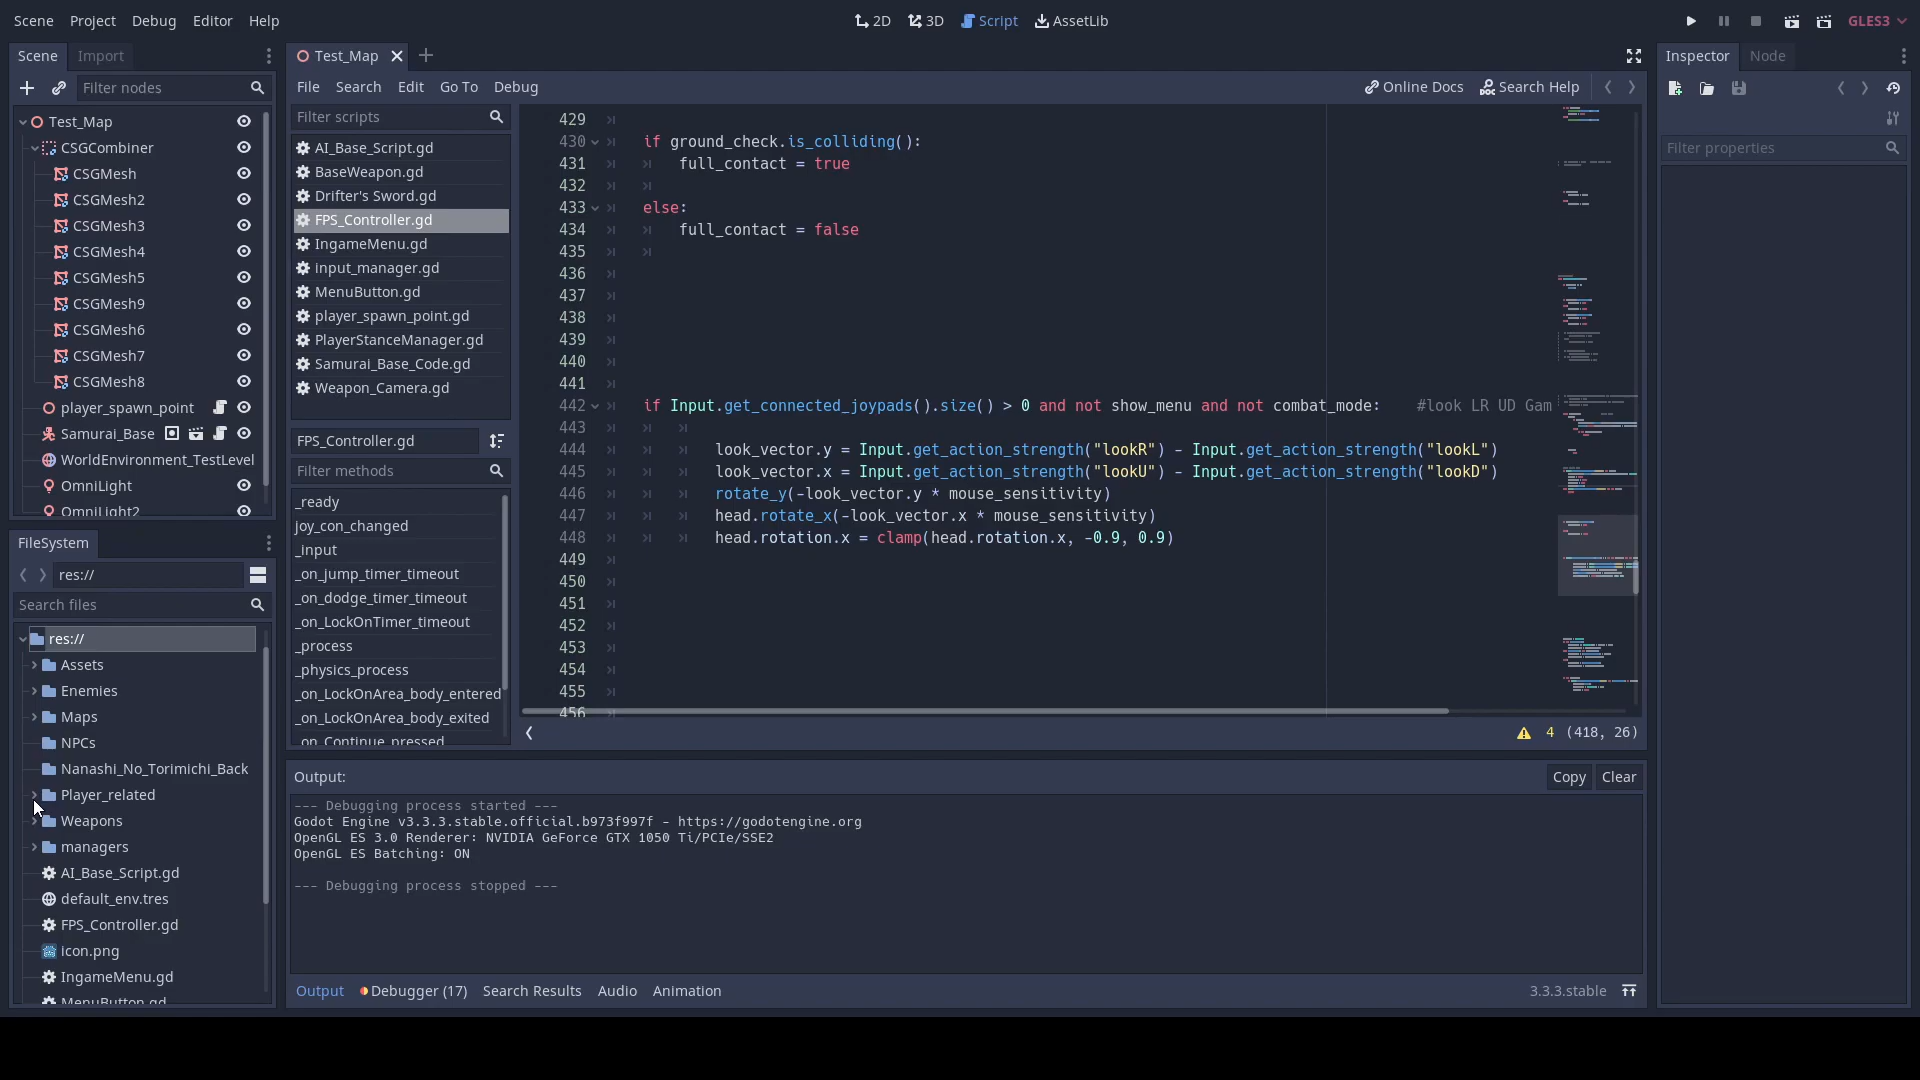 Scene Project Debug Editor Help
2D 3D Script AssetLib
GLES3
Scene Import
Filter nodes
Test_Map
CSGCombiner
CSGMesh
CSGMesh2
CSGMesh3
CSGMesh4
CSGMesh5
CSGMesh9
CSGMesh6
CSGMesh7
CSGMesh8
player_spawn_point
Samurai_Base
WorldEnvironment_TestLevel
OmniLight
OmniLight2
FileSystem
res://
Search files
res://
Assets
Enemies
Maps
NPCs
Nanashi_No_Torimichi_Back
Player_related
Weapons
managers
AI_Base_Script.gd
default_env.tres
FPS_Controller.gd
icon.png
IngameMenu.gd
MenuButton.gd
Test_Map
File Search Edit Go To Debug
Online Docs Search Help
Filter scripts
AI_Base_Script.gd
BaseWeapon.gd
Drifter's Sword.gd
FPS_Controller.gd
IngameMenu.gd
input_manager.gd
MenuButton.gd
player_spawn_point.gd
PlayerStanceManager.gd
Samurai_Base_Code.gd
Weapon_Camera.gd
FPS_Controller.gd
Filter methods
_ready
joy_con_changed
_input
_on_jump_timer_timeout
_on_dodge_timer_timeout
_on_LockOnTimer_timeout
_process
_physics_process
_on_LockOnArea_body_entered
_on_LockOnArea_body_exited
_on_Continue_pressed
429
430 if ground_check.is_colliding():
431 full_contact = true
432
433 else:
434 full_contact = false
435
436
437
438
439
440
441
442 if Input.get_connected_joypads().size() > 0 and not show_menu and not combat_mode: #look LR UD Gam
443
444 look_vector.y = Input.get_action_strength("lookR") - Input.get_action_strength("lookL")
445 look_vector.x = Input.get_action_strength("lookU") - Input.get_action_strength("lookD")
446 rotate_y(-look_vector.y * mouse_sensitivity)
447 head.rotate_x(-look_vector.x * mouse_sensitivity)
448 head.rotation.x = clamp(head.rotation.x, -0.9, 0.9)
449
450
451
452
453
454
455
456
4 (418, 26)
Output:
Copy Clear
--- Debugging process started ---
Godot Engine v3.3.3.stable.official.b973f997f - https://godotengine.org
OpenGL ES 3.0 Renderer: NVIDIA GeForce GTX 1050 Ti/PCIe/SSE2
OpenGL ES Batching: ON
--- Debugging process stopped ---
Output Debugger (17) Search Results Audio Animation
3.3.3.stable
Inspector Node
Filter properties